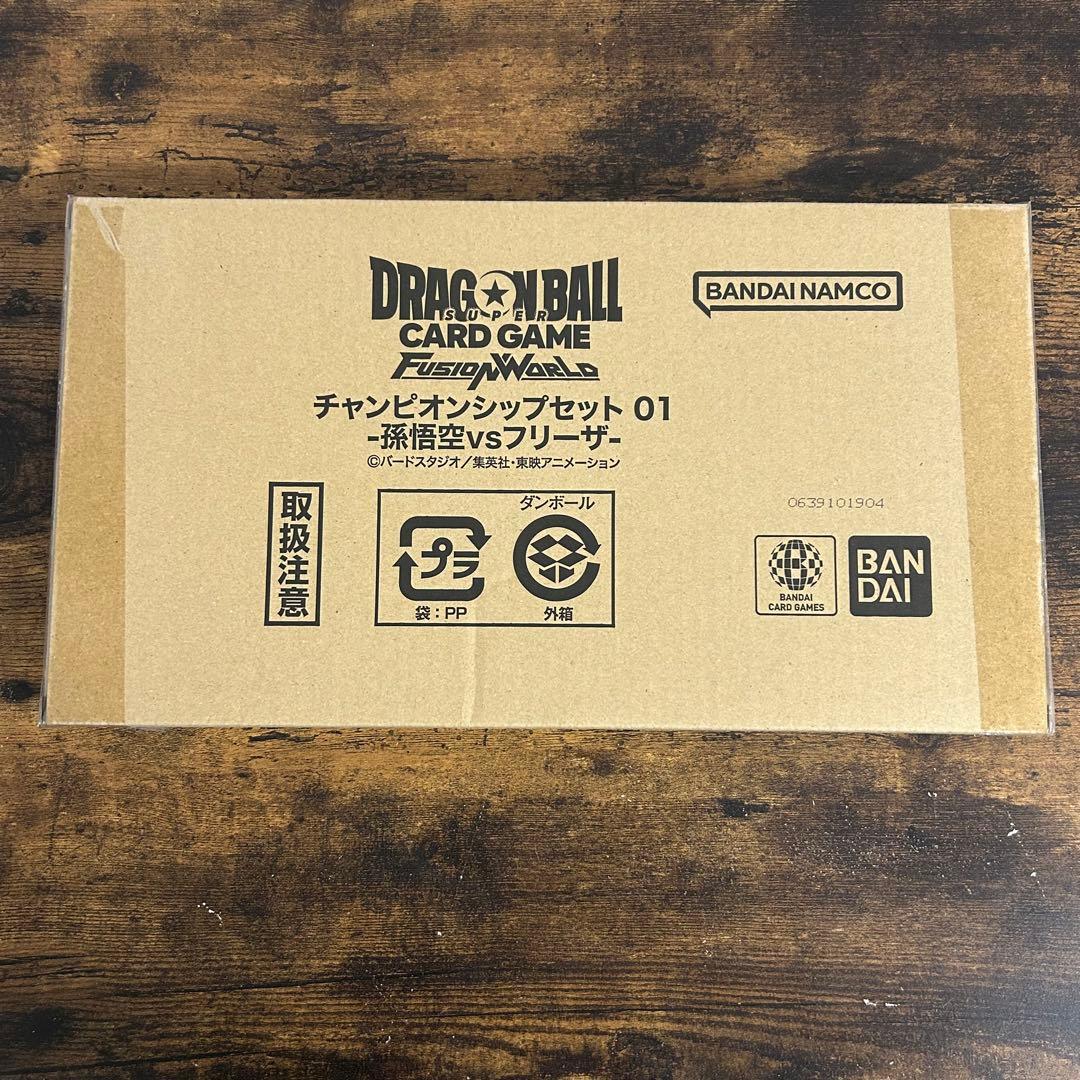 DRAGON BALL
SUPER
CARD GAME
FUSION WORLD
BANDAI NAMCO
チャンピオンシップセット 01
-孫悟空vsフリーザ-
©バードスタジオ／集英社・東映アニメーション
取扱注意
ダンボール
プラ
袋：PP
外箱
0639101904
BANDAI
CARD GAMES
BAN
DAI